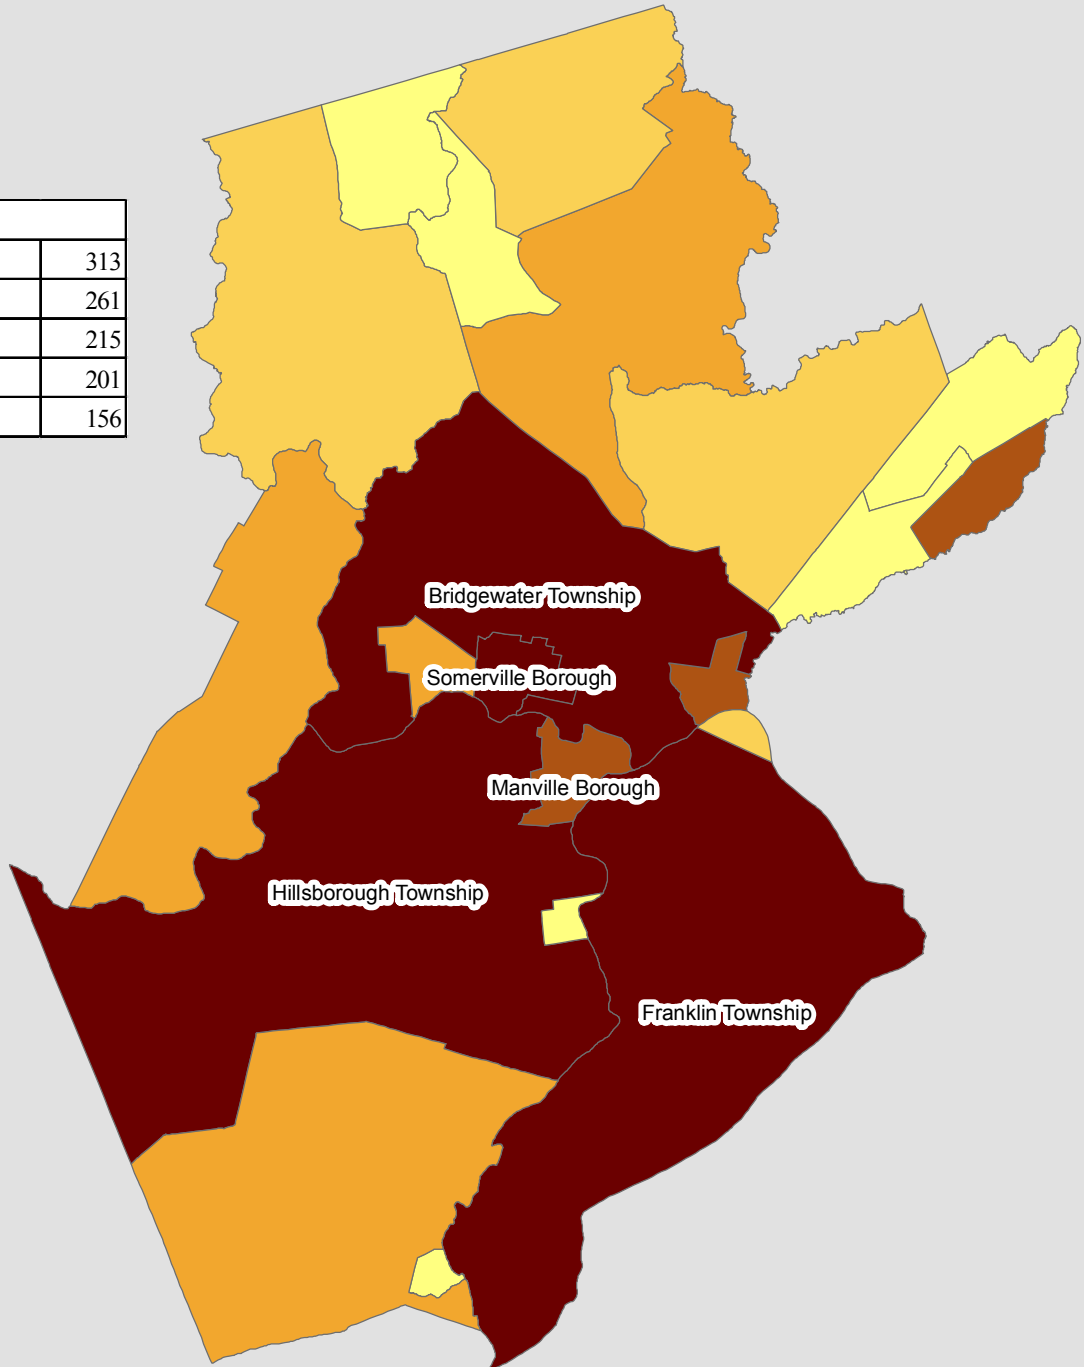 313
261
215
201
156
Bridgewater Township
Somerville Borough
Manville Borough
Hillsborough Township
Franklin Township